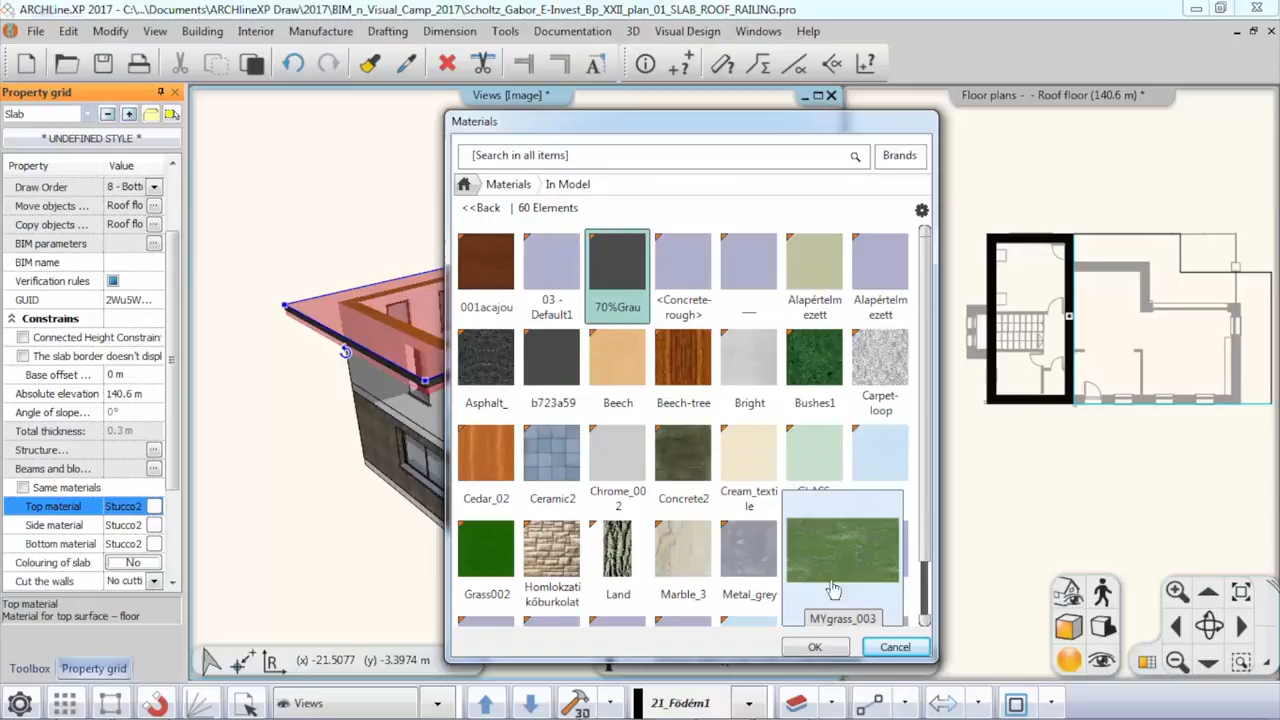 ARCHLine.XP 2017 - C:\...\ARCHlineXP Draw\2017\BIM_n_Visual_Camp_2017\Scholtz_Gabor_E-Invest_Bp_XXII_plan_01_SLAB_ROOF_RAILING.pro
File Edit Modify View Building Interior Manufacture Drafting Dimension Tools Documentation 3D Visual Design Windows Help
Property grid
Views [Image] *
Floor plans - - Roof floor (140.6 m) *
Slab
* UNDEFINED STYLE *
Property Value
Draw Order 8 - Bott
Move objects ... Roof flo
Copy objects ... Roof flo
BIM parameters
BIM name
Verification rules
GUID 2Wu5W...
Constrains
Connected Height Constrain
The slab border doesn't displ
Base offset ... 0 m
Absolute elevation 140.6 m
Angle of slope... 0°
Total thickness: 0.3 m
Structure...
Beams and blo...
Same materials
Top material Stucco2
Side material Stucco2
Bottom material Stucco2
Colouring of slab No
Cut the walls No cutti
Top material
Material for top surface – floor
Toolbox Property grid
Materials
[Search in all items]
Brands
Materials In Model
<<Back | 60 Elements
001acajou
03 - Default1
70%Grau
<Concrete-rough>
__
Alapértelmezett
Alapértelmezett
Asphalt_
b723a59
Beech
Beech-tree
Bright
Bushes1
Carpet-loop
Cedar_02
Ceramic2
Chrome_002
Concrete2
Cream_textile
Grass002
Homlokzati kőburkolat
Land
Marble_3
Metal_grey
MYgrass_003
OK Cancel
(x) -21.5077 (y) -3.3974 m
Views
3D
21_Födém1